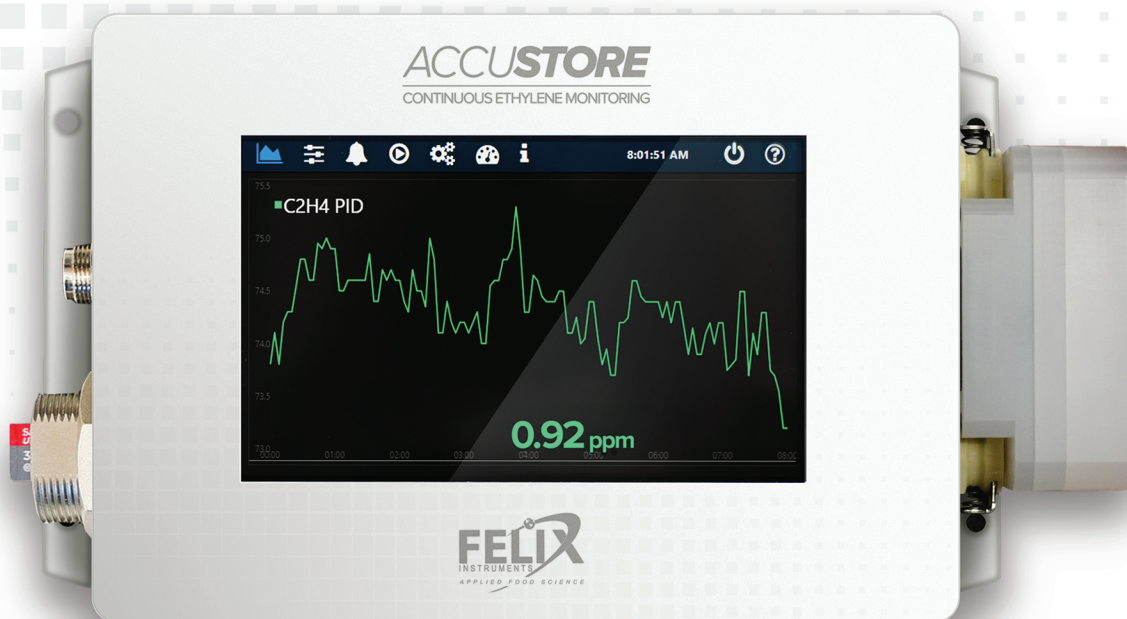 ACCUSTORE
CONTINUOUS ETHYLENE MONITORING
8:01:51 AM
75.5
C2H4 PID
75.0
74.5
74.0
73.5
73.0
0.92 ppm
00:00 01:00 02:00 03:00 04:00 05:00 06:00 07:00 08:00
FELIX
INSTRUMENTS
APPLIED FOOD SCIENCE